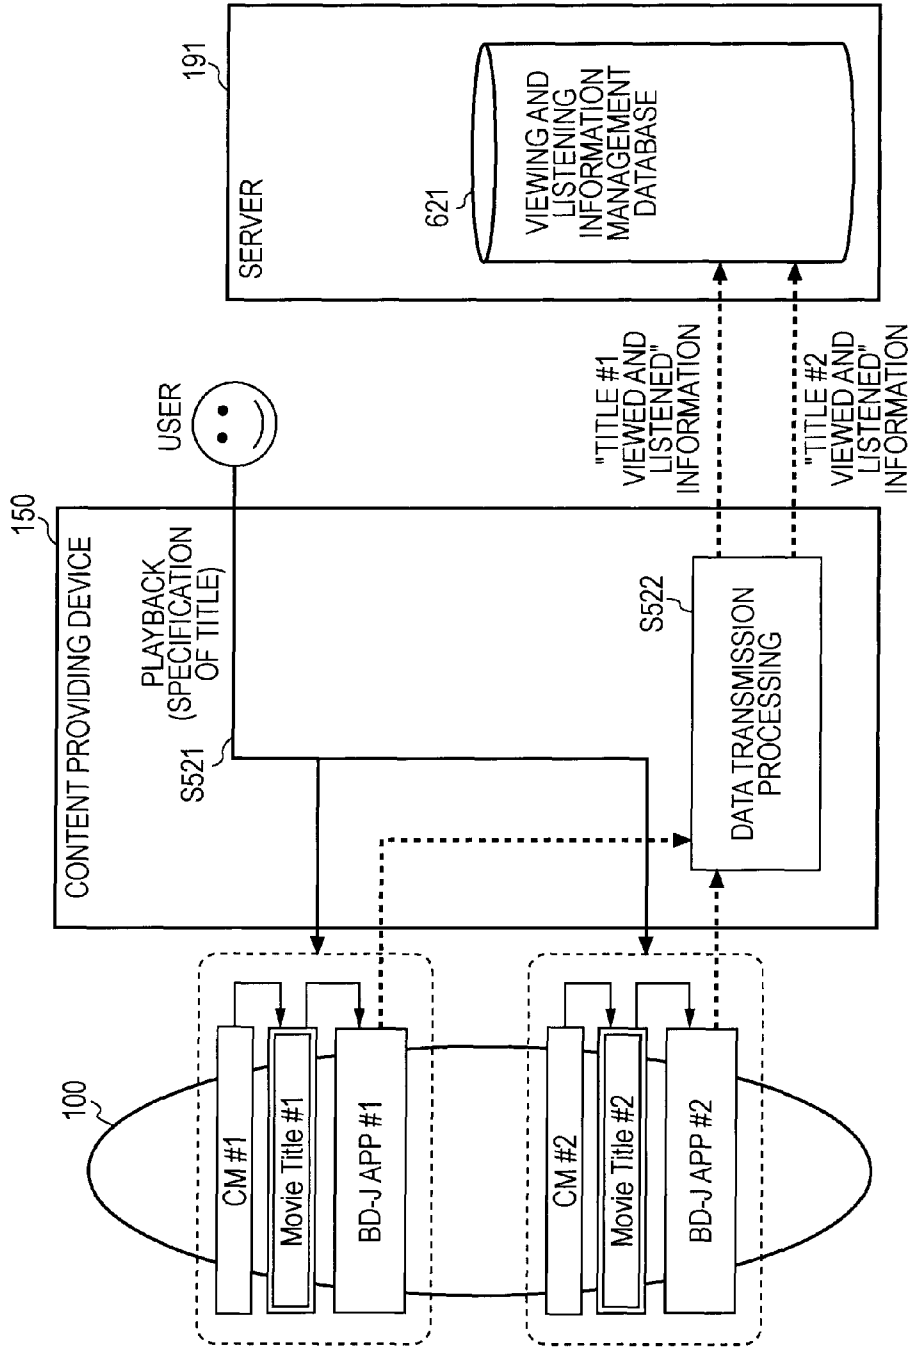 100
CM #1
Movie Title #1
BD-J APP #1
CM #2
Movie Title #2
BD-J APP #2
150
CONTENT PROVIDING DEVICE
PLAYBACK
(SPECIFICATION
OF TITLE)
S521
USER
S522
DATA TRANSMISSION
PROCESSING
"TITLE #1
VIEWED AND
LISTENED"
INFORMATION
"TITLE #2
VIEWED AND
LISTENED"
INFORMATION
191
SERVER
621
VIEWING AND
LISTENING
INFORMATION
MANAGEMENT
DATABASE